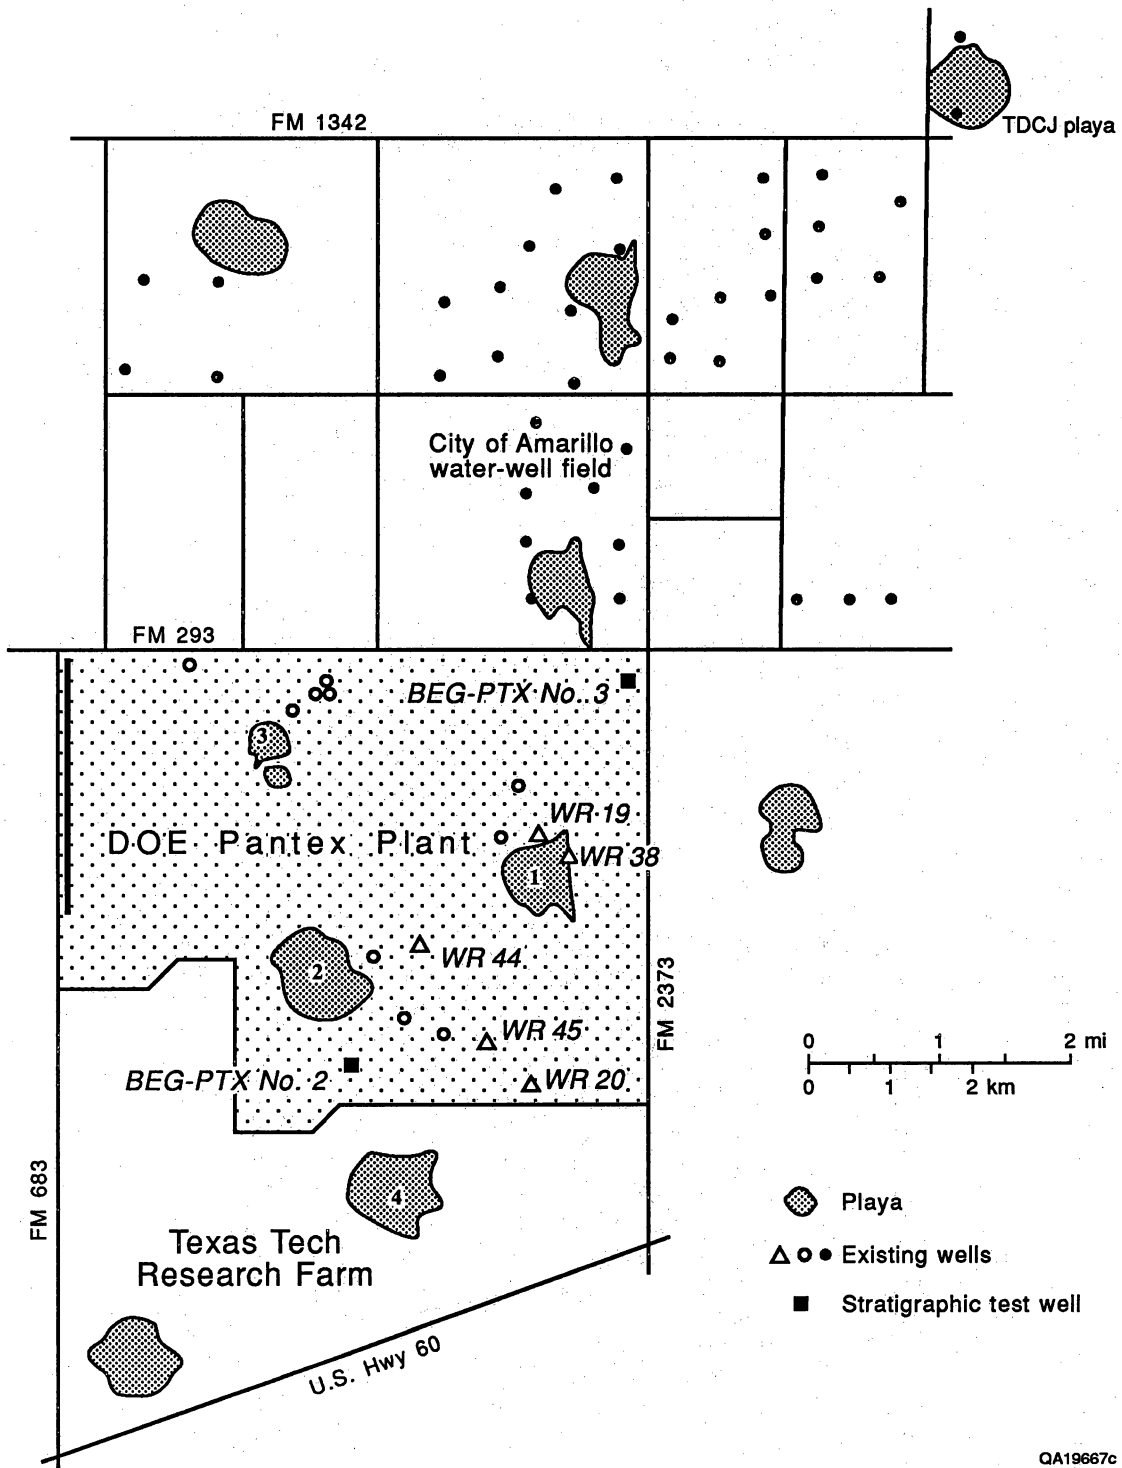 FM 1342
TDCJ playa
City of Amarillo
water-well field
FM 293
BEG-PTX No. 3
3
WR 19
DOE Pantex Plant
WR 38
1
WR 44
2
FM 2373
WR 45
0 1 2 mi
BEG-PTX No. 2
WR 20
0 1 2 km
FM 683
4
Playa
Texas Tech
Research Farm
Existing wells
Stratigraphic test well
U.S. Hwy 60
QA19667c